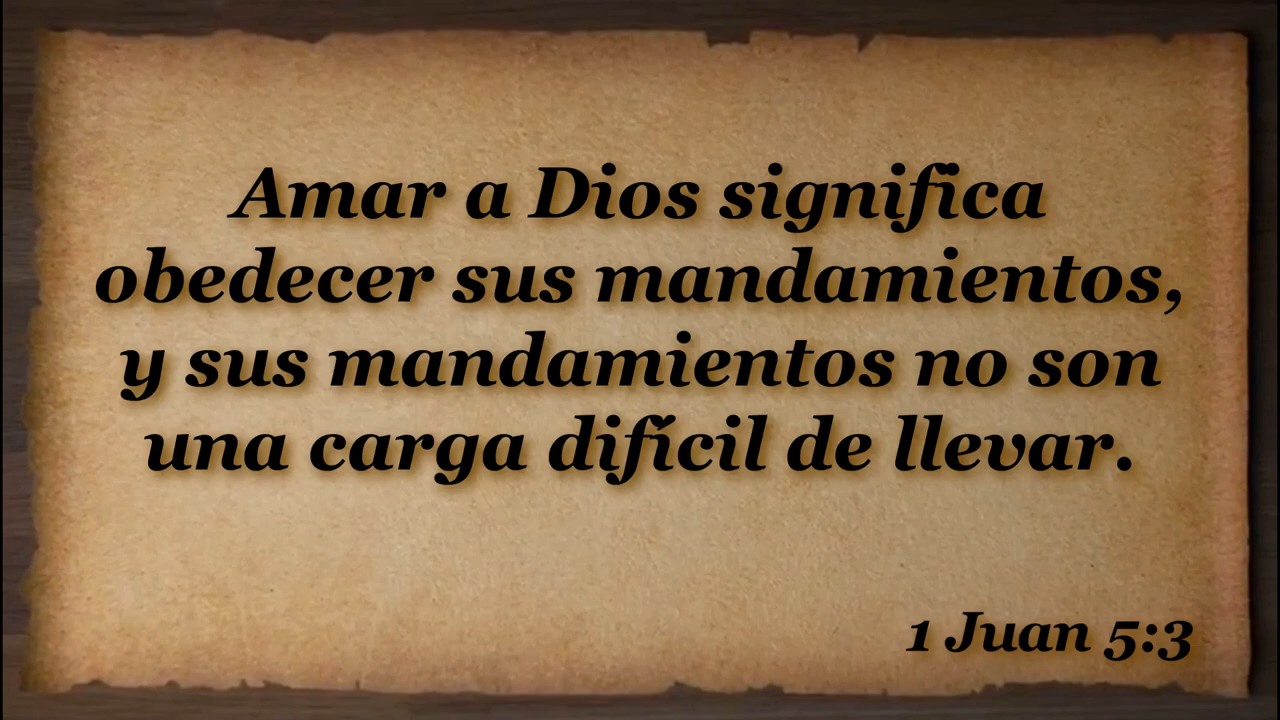 Amar a Dios significa
obedecer sus mandamientos,
y sus mandamientos no son
una carga difícil de llevar.
1 Juan 5:3